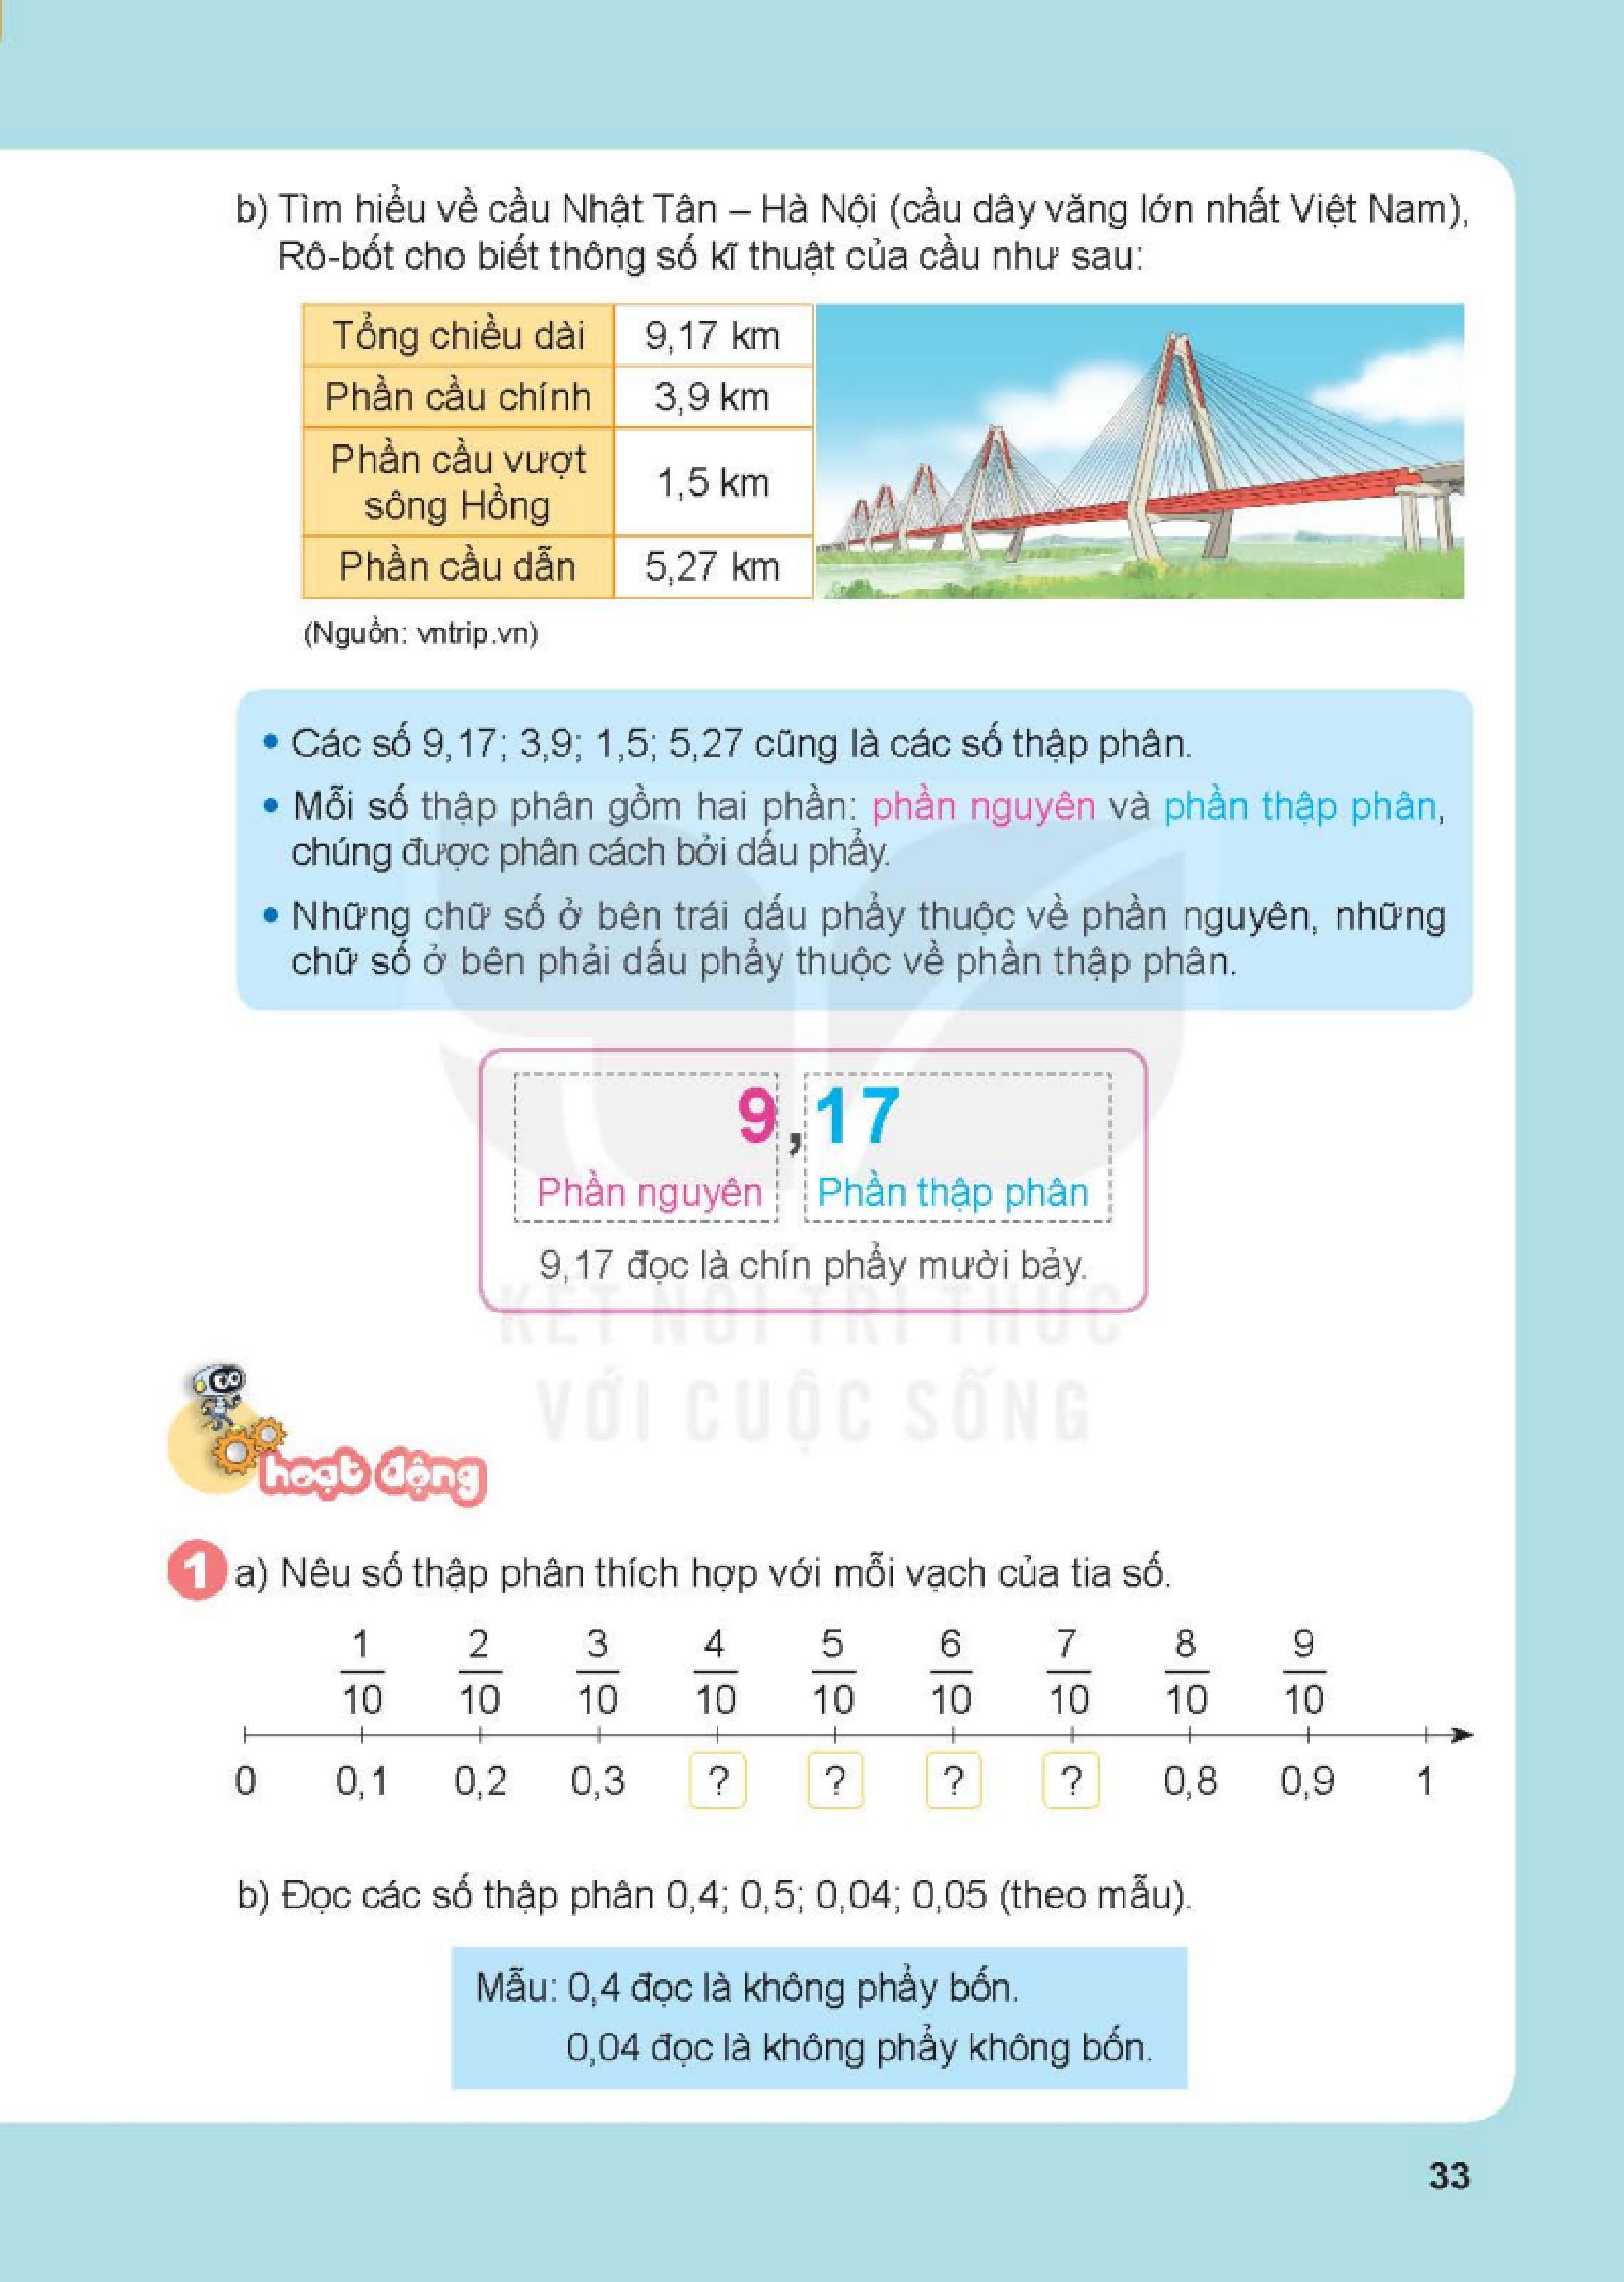 b) Tìm hiểu về cầu Nhật Tân – Hà Nội (cầu dây văng lớn nhất Việt Nam),
Rô-bốt cho biết thông số kĩ thuật của cầu như sau:
Tổng chiều dài 9,17 km
Phần cầu chính 3,9 km
Phần cầu vượt
sông Hồng 1,5 km
Phần cầu dẫn 5,27 km
(Nguồn: vntrip.vn)
• Các số 9,17; 3,9; 1,5; 5,27 cũng là các số thập phân.
• Mỗi số thập phân gồm hai phần: phần nguyên và phần thập phân,
chúng được phân cách bởi dấu phẩy.
• Những chữ số ở bên trái dấu phẩy thuộc về phần nguyên, những
chữ số ở bên phải dấu phẩy thuộc về phần thập phân.
9,17
Phần nguyên Phần thập phân
9,17 đọc là chín phẩy mười bảy.
KẾT NỐI TRI THỨC
VỚI CUỘC SỐNG
hoạt động
1 a) Nêu số thập phân thích hợp với mỗi vạch của tia số.
1 2 3 4 5 6 7 8 9
10 10 10 10 10 10 10 10 10
0 0,1 0,2 0,3 ? ? ? ? 0,8 0,9 1
b) Đọc các số thập phân 0,4; 0,5; 0,04; 0,05 (theo mẫu).
Mẫu: 0,4 đọc là không phẩy bốn.
0,04 đọc là không phẩy không bốn.
33